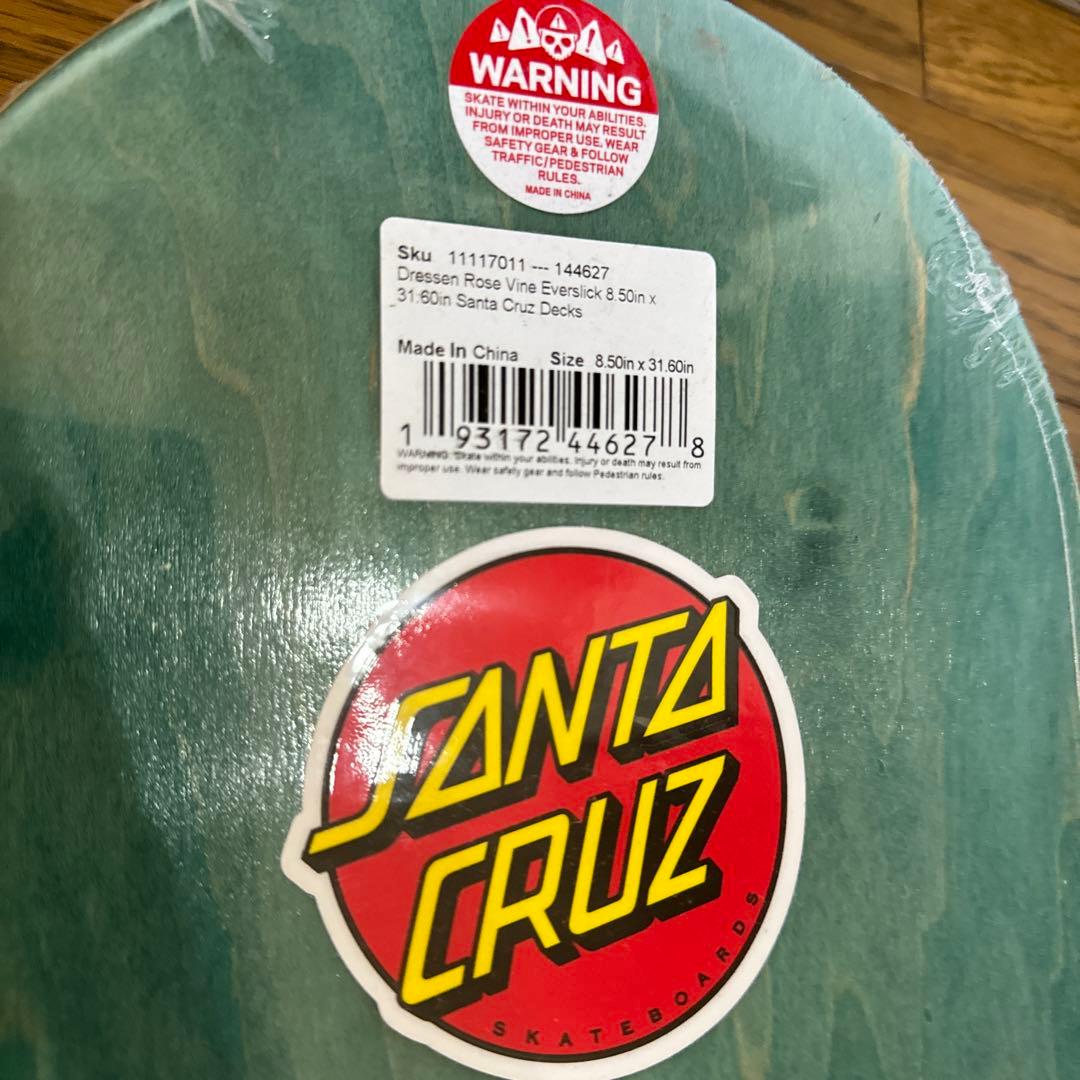 WARNING
SKATE WITHIN YOUR ABILITIES.
INJURY OR DEATH MAY RESULT
FROM IMPROPER USE. WEAR
SAFETY GEAR & FOLLOW
TRAFFIC/PEDESTRIAN
RULES.
MADE IN CHINA
Sku 11117011 --- 144627
Dressen Rose Vine Everslick 8.50in x
31.60in Santa Cruz Decks
Made In China Size 8.50in x 31.60in
1 93172 44627 8
WARNING: Skate within your abilities. Injury or death may result from
improper use. Wear safety gear and follow Pedestrian rules.
SANTA
CRUZ
SKATEBOARDS